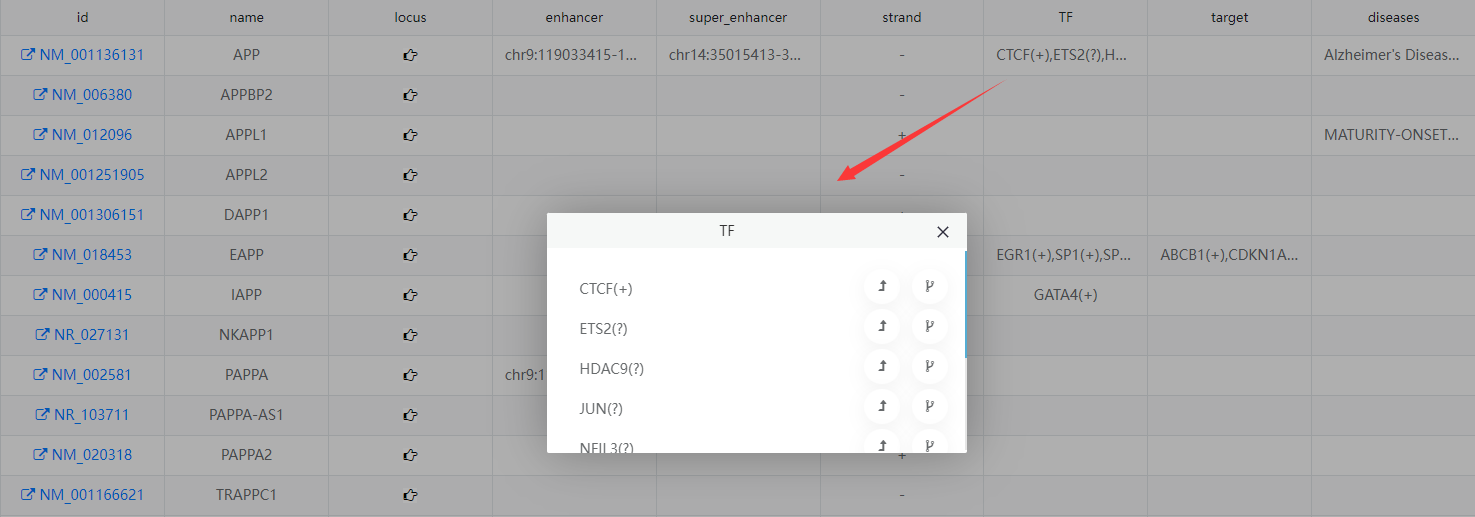 id name locus enhancer super_enhancer strand TF target diseases
NM_001136131 APP chr9:119033415-1... chr14:35015413-3... - CTCF(+),ETS2(?),H... Alzheimer's Diseas...
NM_006380 APPBP2 -
NM_012096 APPL1 + MATURITY-ONSET...
NM_001251905 APPL2 -
NM_001306151 DAPP1
TF
NM_018453 EAPP EGR1(+),SP1(+),SP... ABCB1(+),CDKN1A...
CTCF(+)
NM_000415 IAPP GATA4(+)
ETS2(?)
NR_027131 NKAPP1
HDAC9(?)
NM_002581 PAPPA chr9:1
JUN(?)
NR_103711 PAPPA-AS1
NFIL3(?)
NM_020318 PAPPA2 +
NM_001166621 TRAPPC1 -